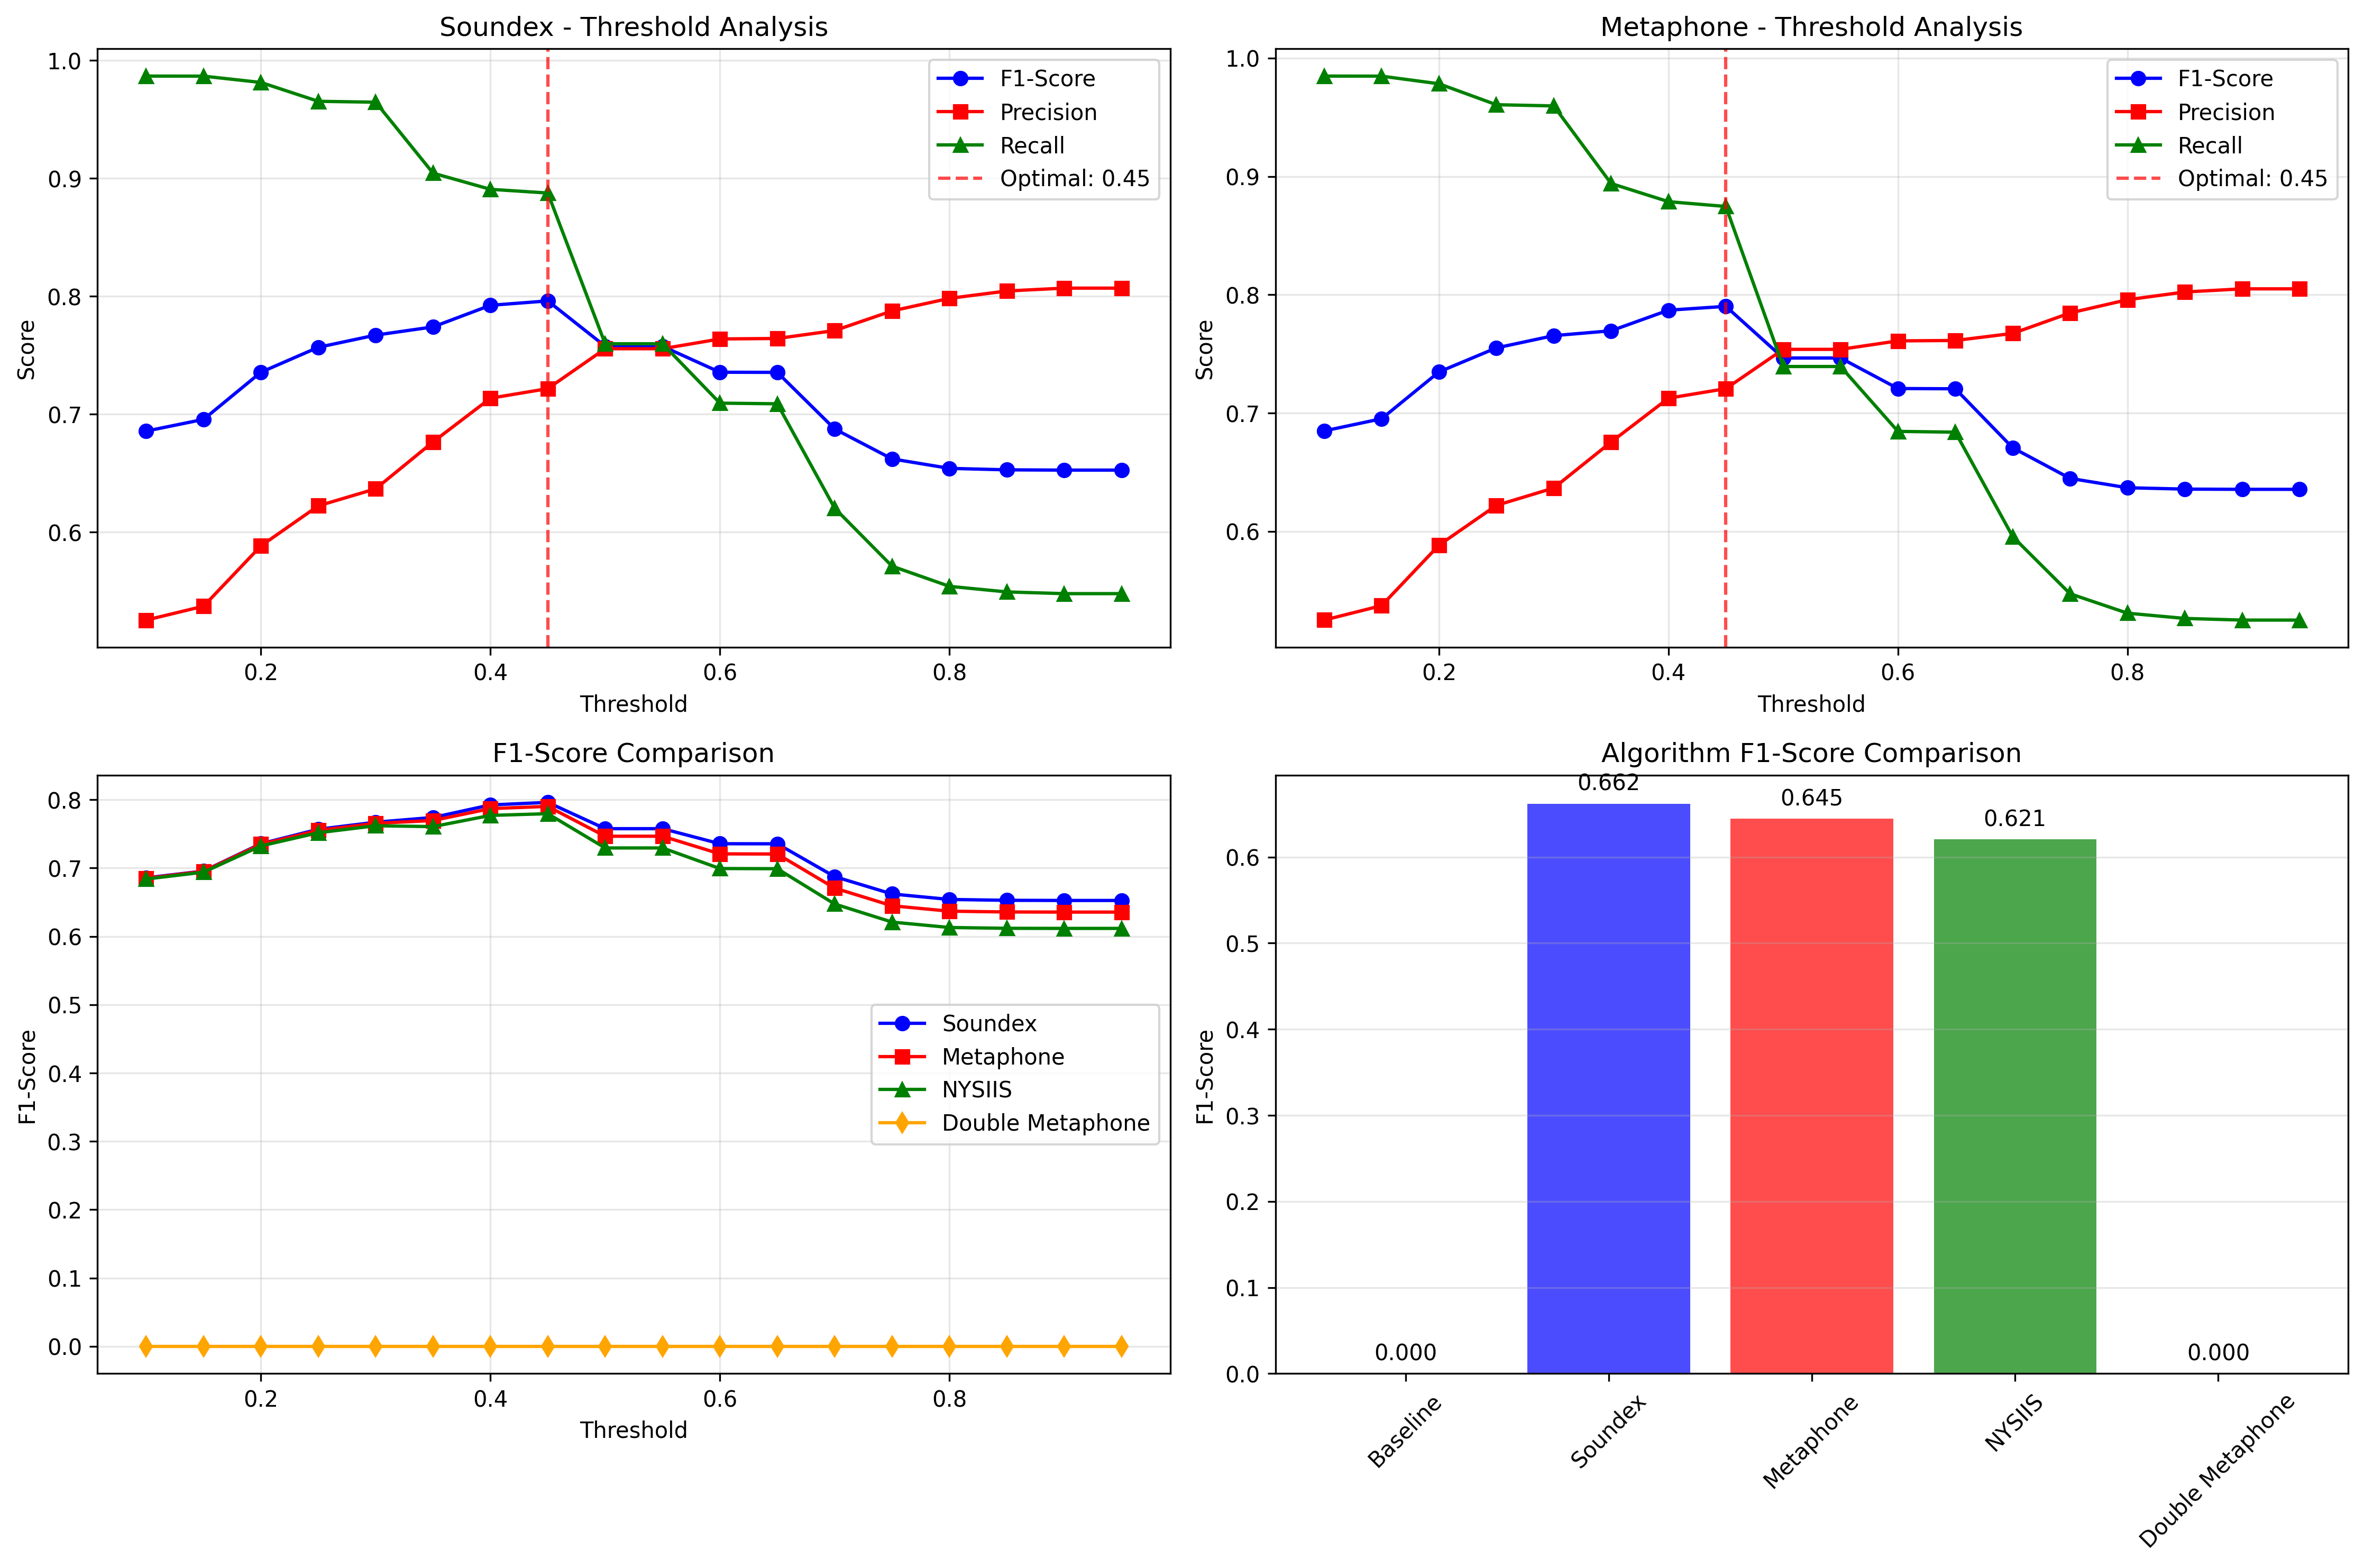 Soundex - Threshold Analysis
1.0
0.9
0.8
0.7
0.6
Score
F1-Score
Precision
Recall
Optimal: 0.45
0.2 0.4 0.6 0.8
Threshold
Metaphone - Threshold Analysis
1.0
0.9
0.8
0.7
0.6
Score
F1-Score
Precision
Recall
Optimal: 0.45
0.2 0.4 0.6 0.8
Threshold
F1-Score Comparison
0.8
0.7
0.6
0.5
0.4
0.3
0.2
0.1
0.0
F1-Score
Soundex
Metaphone
NYSIIS
Double Metaphone
0.2 0.4 0.6 0.8
Threshold
Algorithm F1-Score Comparison
0.6
0.5
0.4
0.3
0.2
0.1
0.0
F1-Score
0.000 0.662 0.645 0.621 0.000
Baseline Soundex Metaphone NYSIIS Double Metaphone